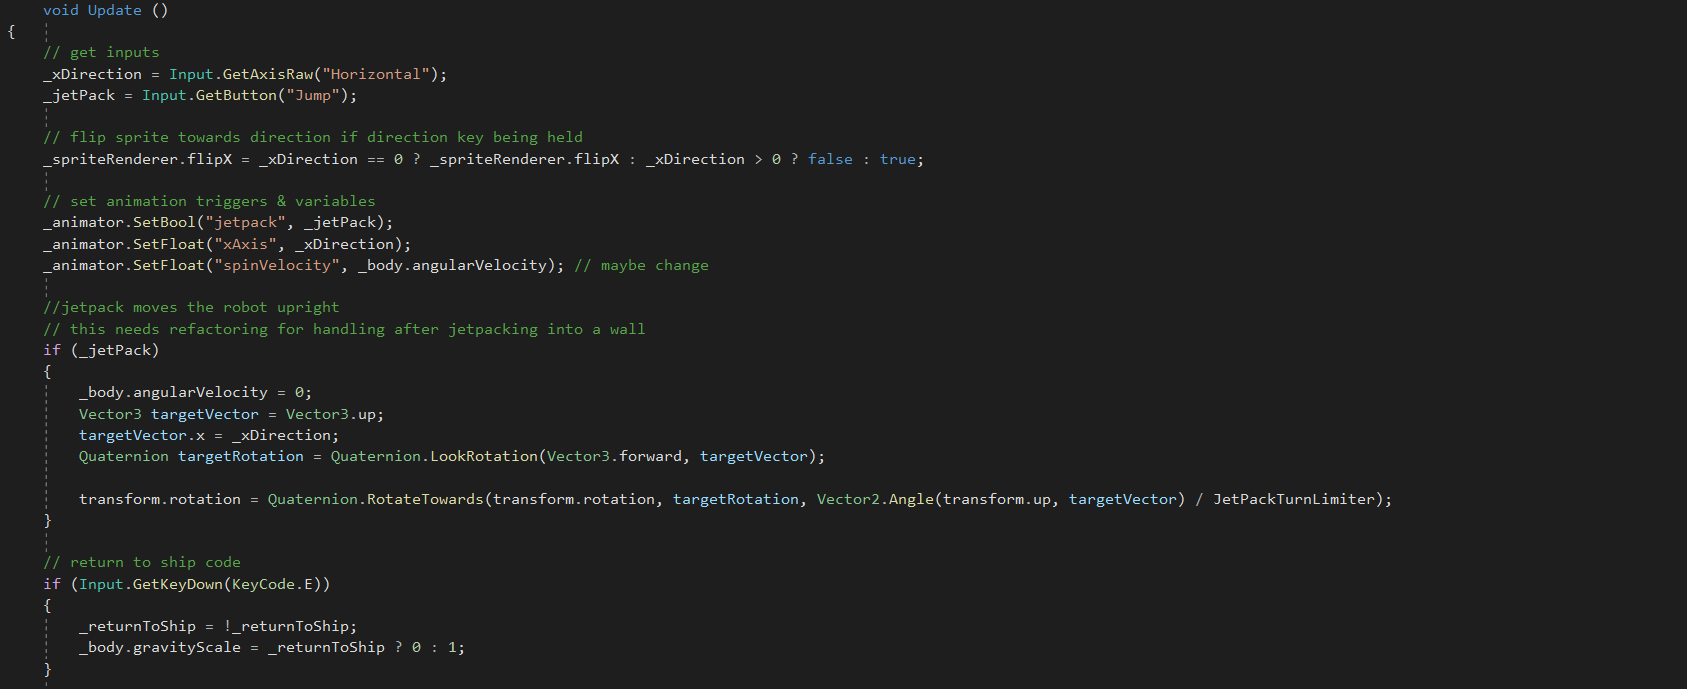 void Update ()
{
// get inputs
_xDirection = Input.GetAxisRaw("Horizontal");
_jetPack = Input.GetButton("Jump");
// flip sprite towards direction if direction key being held
_spriteRenderer.flipX = _xDirection == 0 ? _spriteRenderer.flipX : _xDirection > 0 ? false : true;
// set animation triggers & variables
_animator.SetBool("jetpack", _jetPack);
_animator.SetFloat("xAxis", _xDirection);
_animator.SetFloat("spinVelocity", _body.angularVelocity); // maybe change
//jetpack moves the robot upright
// this needs refactoring for handling after jetpacking into a wall
if (_jetPack)
{
_body.angularVelocity = 0;
Vector3 targetVector = Vector3.up;
targetVector.x = _xDirection;
Quaternion targetRotation = Quaternion.LookRotation(Vector3.forward, targetVector);
transform.rotation = Quaternion.RotateTowards(transform.rotation, targetRotation, Vector2.Angle(transform.up, targetVector) / JetPackTurnLimiter);
}
// return to ship code
if (Input.GetKeyDown(KeyCode.E))
{
_returnToShip = !_returnToShip;
_body.gravityScale = _returnToShip ? 0 : 1;
}